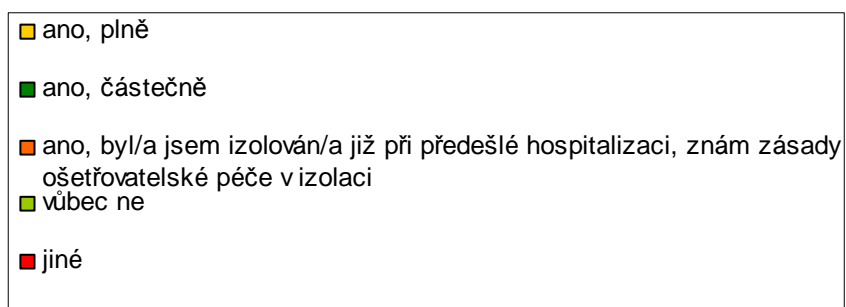 ano, plně
ano, částečně
ano, byl/a jsem izolován/a již při předešlé hospitalizaci, znám zásady
ošetřovatelské péče v izolaci
vůbec ne
jiné